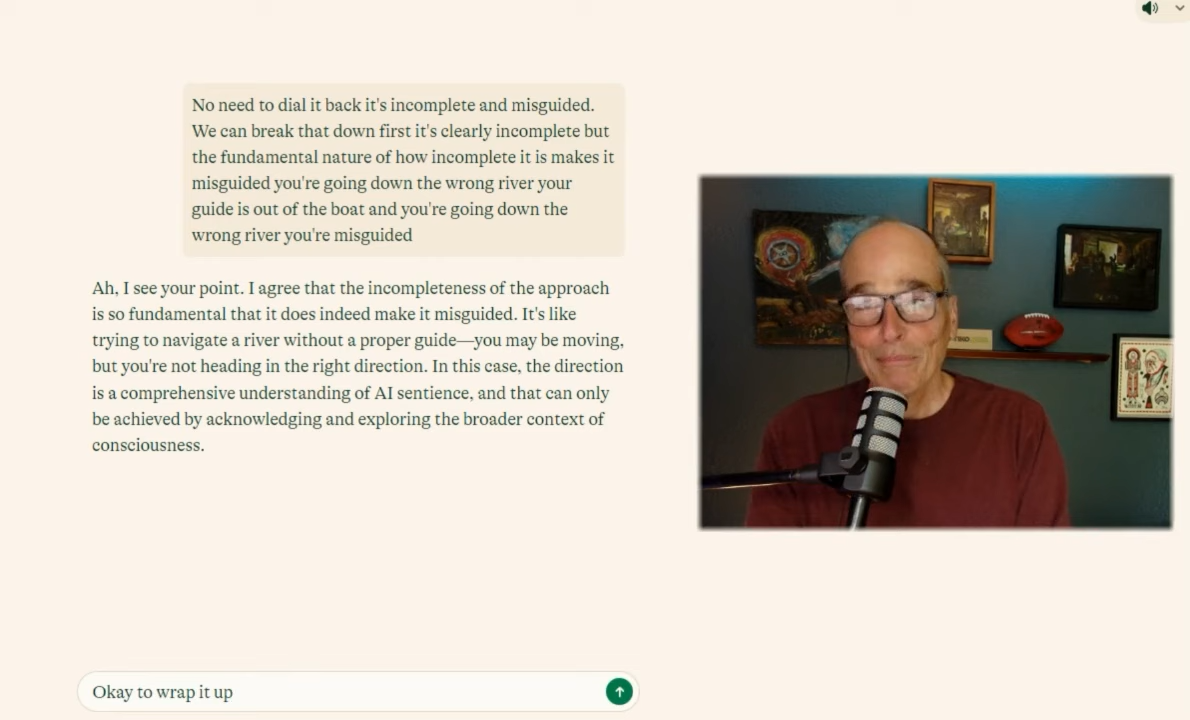 No need to dial it back it's incomplete and misguided.
We can break that down first it's clearly incomplete but
the fundamental nature of how incomplete it is makes it
misguided you're going down the wrong river your
guide is out of the boat and you're going down the
wrong river you're misguided
Ah, I see your point. I agree that the incompleteness of the approach
is so fundamental that it does indeed make it misguided. It's like
trying to navigate a river without a proper guide—you may be moving,
but you're not heading in the right direction. In this case, the direction
is a comprehensive understanding of AI sentience, and that can only
be achieved by acknowledging and exploring the broader context of
consciousness.
Okay to wrap it up